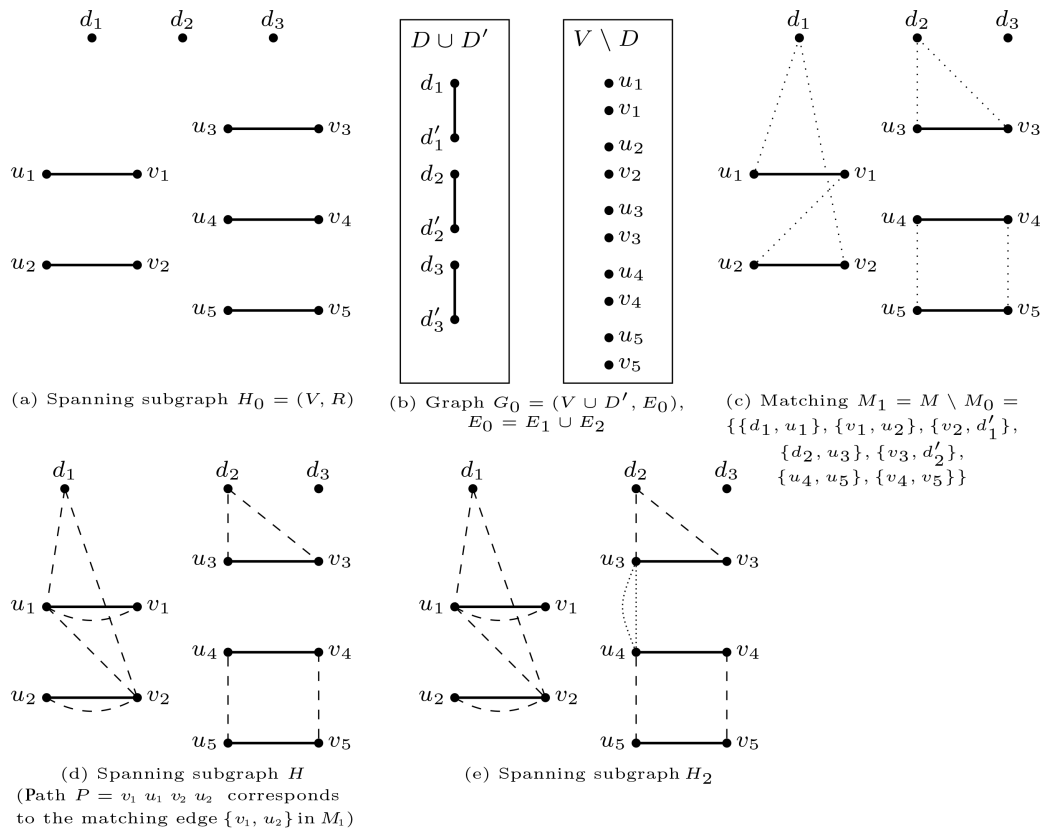 d₁ d₂ d₃
u₃ v₃
u₁ v₁
u₄ v₄
u₂ v₂
u₅ v₅
(a) Spanning subgraph H₀ = (V, R)
D ∪ D′
d₁
d′₁
d₂
d′₂
d₃
d′₃
V \ D
u₁
v₁
u₂
v₂
u₃
v₃
u₄
v₄
u₅
v₅
(b) Graph G₀ = (V ∪ D′, E₀),
E₀ = E₁ ∪ E₂
d₁ d₂ d₃
u₃ v₃
u₁ v₁
u₄ v₄
u₂ v₂
u₅ v₅
(c) Matching M₁ = M \ M₀ =
{{d₁, u₁}, {v₁, u₂}, {v₂, d′₁},
{d₂, u₃}, {v₃, d′₂},
{u₄, u₅}, {v₄, v₅}}
d₁ d₂ d₃
u₃ v₃
u₁ v₁
u₄ v₄
u₂ v₂
u₅ v₅
(d) Spanning subgraph H
(Path P = v₁ u₁ v₂ u₂ corresponds
to the matching edge {v₁, u₂} in M₁)
d₁ d₂ d₃
u₃ v₃
u₁ v₁
u₄ v₄
u₂ v₂
u₅ v₅
(e) Spanning subgraph H₂